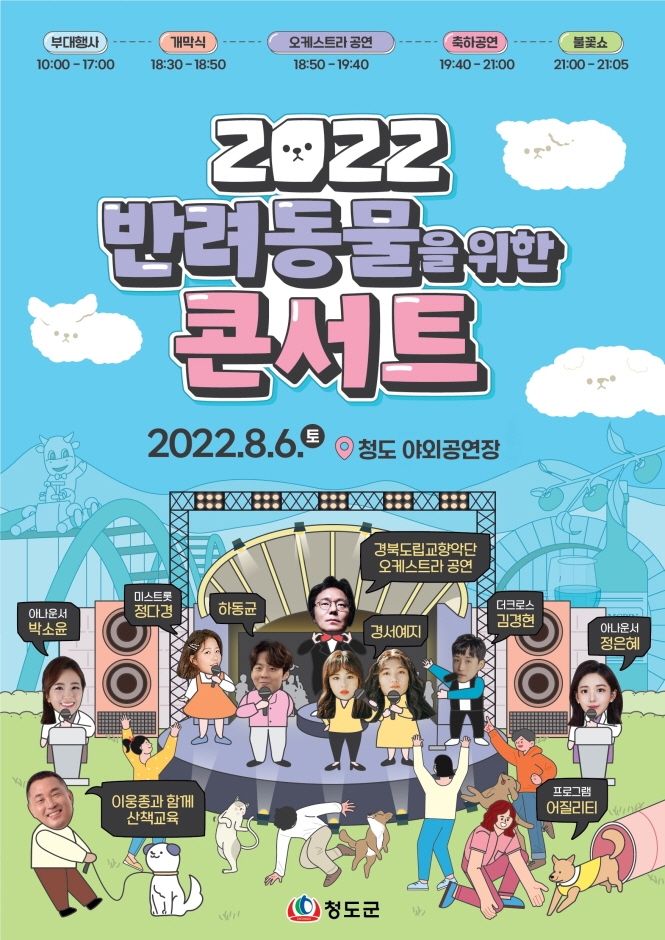 부대행사 개막식 오케스트라 공연 축하공연 불꽃쇼
10:00 - 17:00 18:30 - 18:50 18:50 - 19:40 19:40 - 21:00 21:00 - 21:05
2022
반려동물을 위한
콘서트
2022.8.6.토 청도 야외공연장
경북도립교향악단
오케스트라 공연
미스트롯
정다경
하동균
경서예지
더크로스
김경현
아나운서
박소윤
아나운서
정은혜
이웅종과 함께
산책교육
프로그램
어질리티
청도군